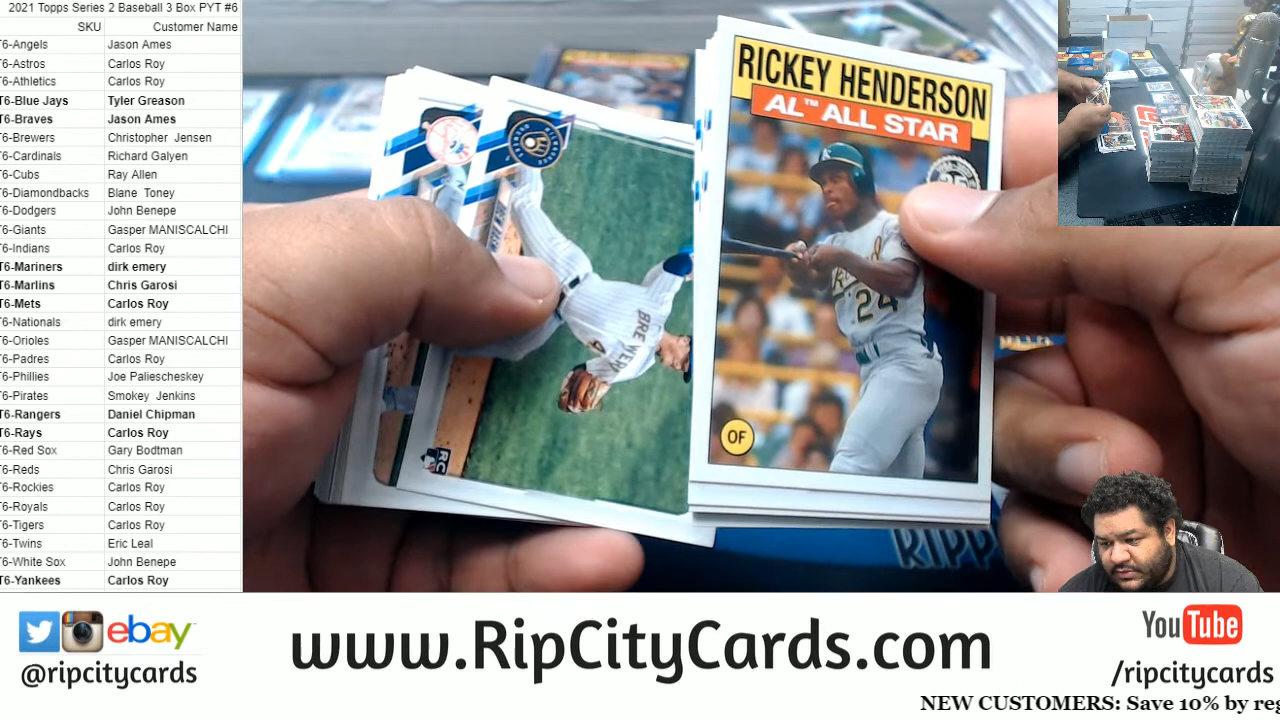 2021 Topps Series 2 Baseball 3 Box PYT #6
SKU Customer Name
T6-Angels Jason Ames
T6-Astros Carlos Roy
T6-Athletics Carlos Roy
T6-Blue Jays Tyler Greason
T6-Braves Jason Ames
T6-Brewers Christopher Jensen
T6-Cardinals Richard Galyen
T6-Cubs Ray Allen
T6-Diamondbacks Blane Toney
T6-Dodgers John Benepe
T6-Giants Gasper MANISCALCHI
T6-Indians Carlos Roy
T6-Mariners dirk emery
T6-Marlins Chris Garosi
T6-Mets Carlos Roy
T6-Nationals dirk emery
T6-Orioles Gasper MANISCALCHI
T6-Padres Carlos Roy
T6-Phillies Joe Paliescheskey
T6-Pirates Smokey Jenkins
T6-Rangers Daniel Chipman
T6-Rays Carlos Roy
T6-Red Sox Gary Bodtman
T6-Reds Chris Garosi
T6-Rockies Carlos Roy
T6-Royals Carlos Roy
T6-Tigers Carlos Roy
T6-Twins Eric Leal
T6-White Sox John Benepe
T6-Yankees Carlos Roy
RICKEY HENDERSON
AL™ ALL STAR
24
OF
BREWER
4
RC
RIPP
ebay
@ripcitycards
www.RipCityCards.com
YouTube
/ripcitycards
NEW CUSTOMERS: Save 10% by reg